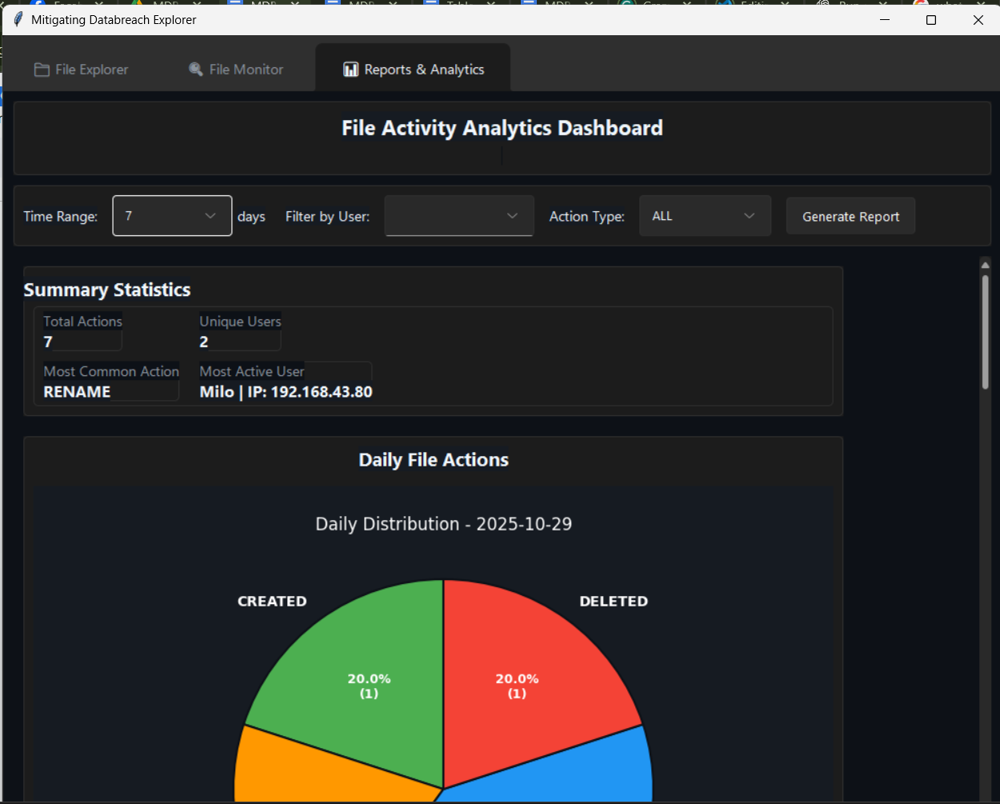 Mitigating Databreach Explorer
File Explorer
File Monitor
Reports & Analytics
File Activity Analytics Dashboard
Time Range: 7 days Filter by User: Action Type: ALL Generate Report
Summary Statistics
Total Actions
7
Unique Users
2
Most Common Action
RENAME
Most Active User
Milo | IP: 192.168.43.80
Daily File Actions
Daily Distribution - 2025-10-29
CREATED
DELETED
20.0%
(1)
20.0%
(1)